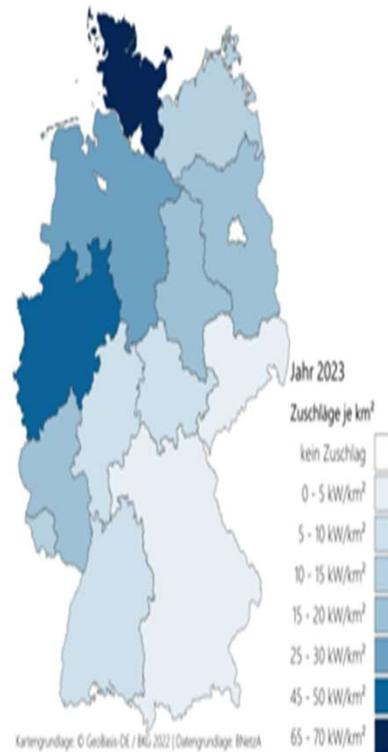 Jahr 2023
Zuschläge je km²
kein Zuschlag
0 - 5 kW/km²
5 - 10 kW/km²
10 - 15 kW/km²
15 - 20 kW/km²
25 - 30 kW/km²
45 - 50 kW/km²
65 - 70 kW/km²
Kartengrundlage: © GeoBasis-DE / BKG 2022 | Datengrundlage: BNetzA